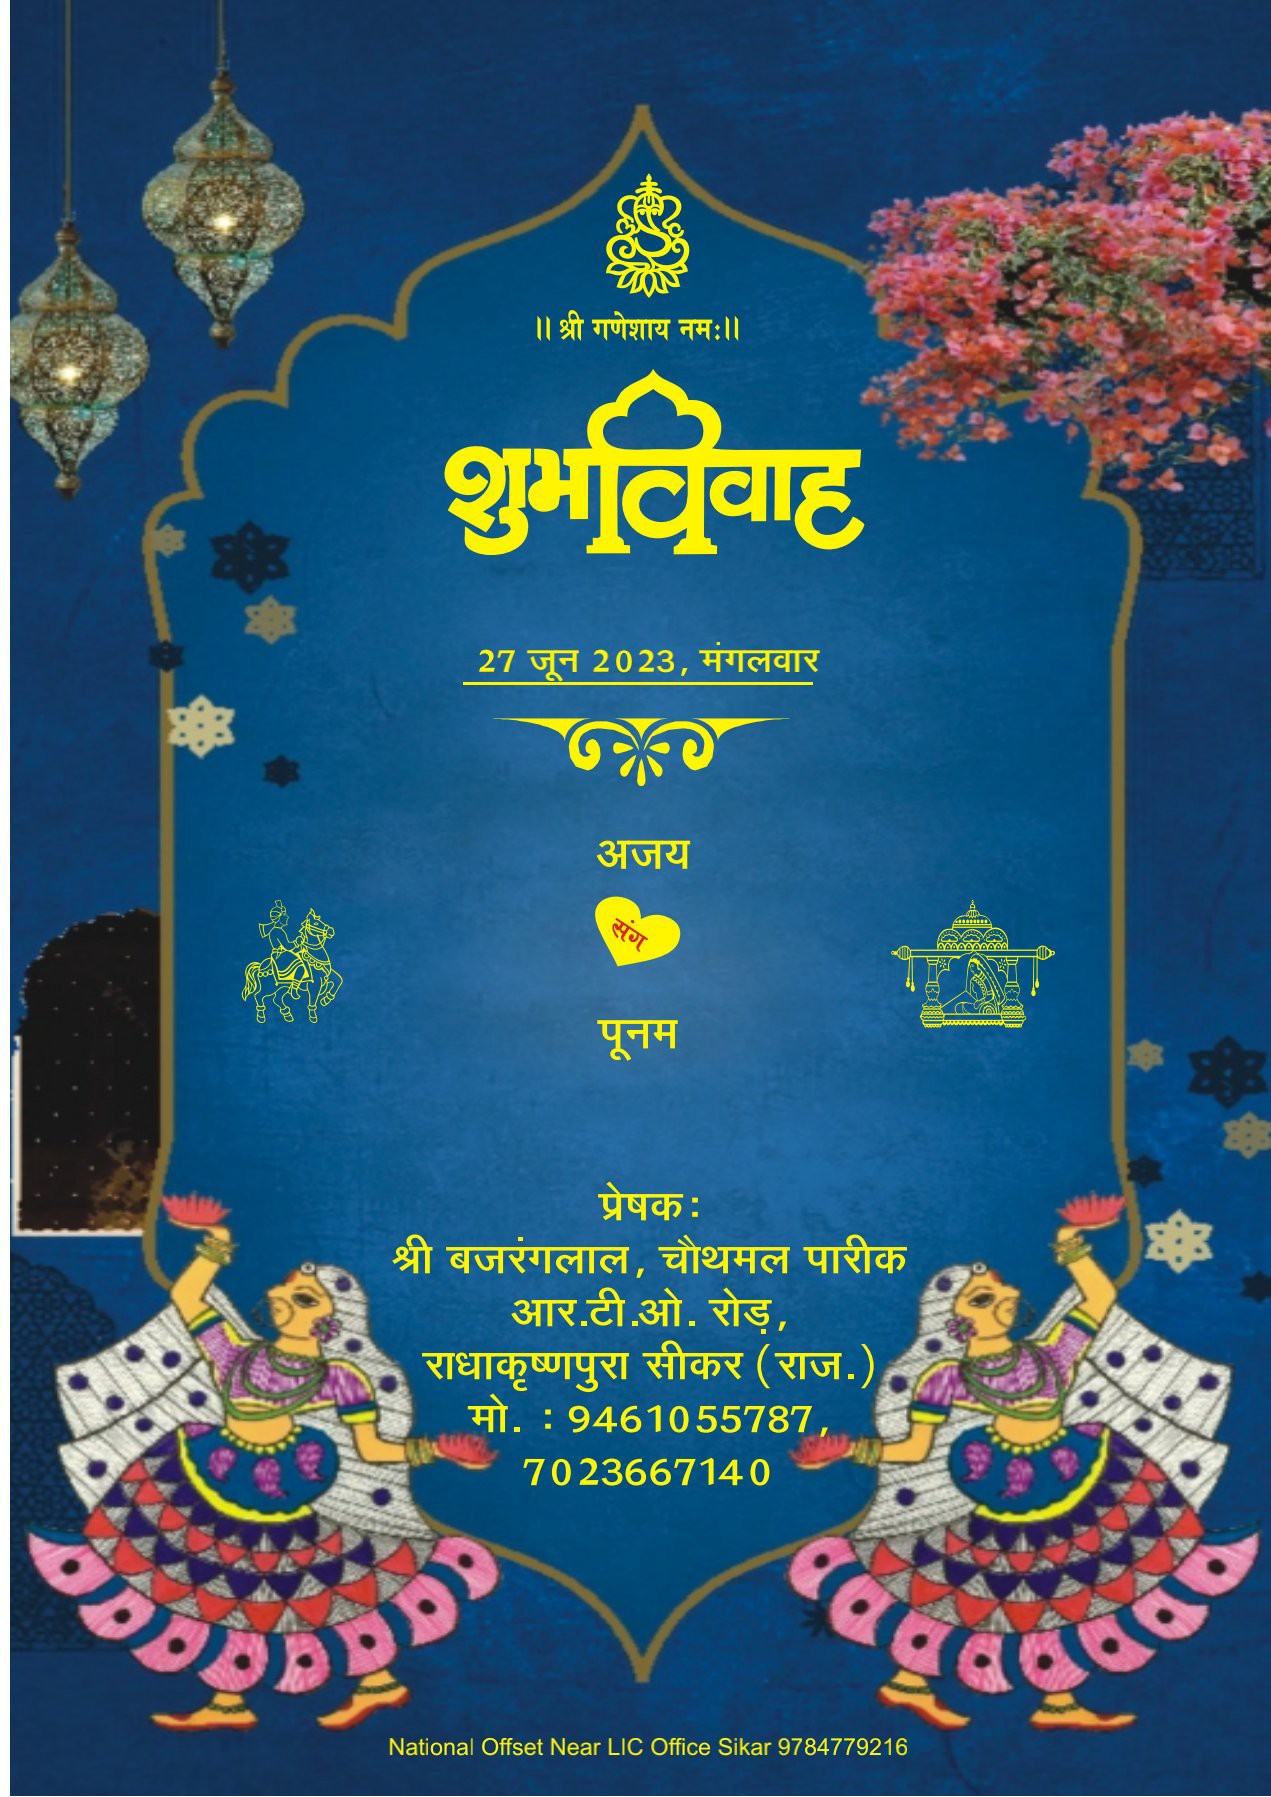 ॥ श्री गणेशाय नमः॥
शुभविवाह
27 जून 2023, मंगलवार
अजय
संग
पूनम
प्रेषकः
श्री बजरंगलाल, चौथमल पारीक
आर.टी.ओ. रोड़,
राधाकृष्णपुरा सीकर (राज.)
मो. : 9461055787,
7023667140
National Offset Near LIC Office Sikar 9784779216